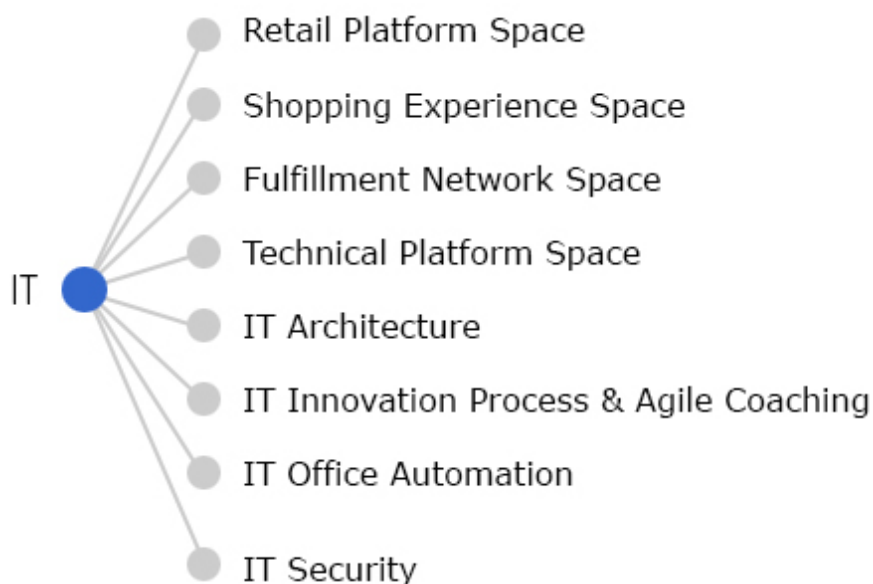 Retail Platform Space
Shopping Experience Space
Fulfillment Network Space
Technical Platform Space
IT
IT Architecture
IT Innovation Process & Agile Coaching
IT Office Automation
IT Security